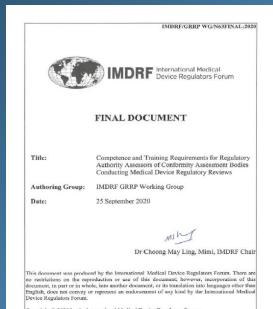 IMDRF/GRRP WG/N63FINAL:2020
IMDRF International Medical
Device Regulators Forum
FINAL DOCUMENT
Title: Competence and Training Requirements for Regulatory
Authority Assessors of Conformity Assessment Bodies
Conducting Medical Device Regulatory Reviews
Authoring Group: IMDRF GRRP Working Group
Date: 25 September 2020
Dr Choong May Ling, Mimi, IMDRF Chair
This document was produced by the International Medical Device Regulators Forum. There are
no restrictions on the reproduction or use of this document; however, incorporation of this
document, in part or in whole, into another document, or its translation into languages other than
English, does not convey or represent an endorsement of any kind by the International Medical
Device Regulators Forum.